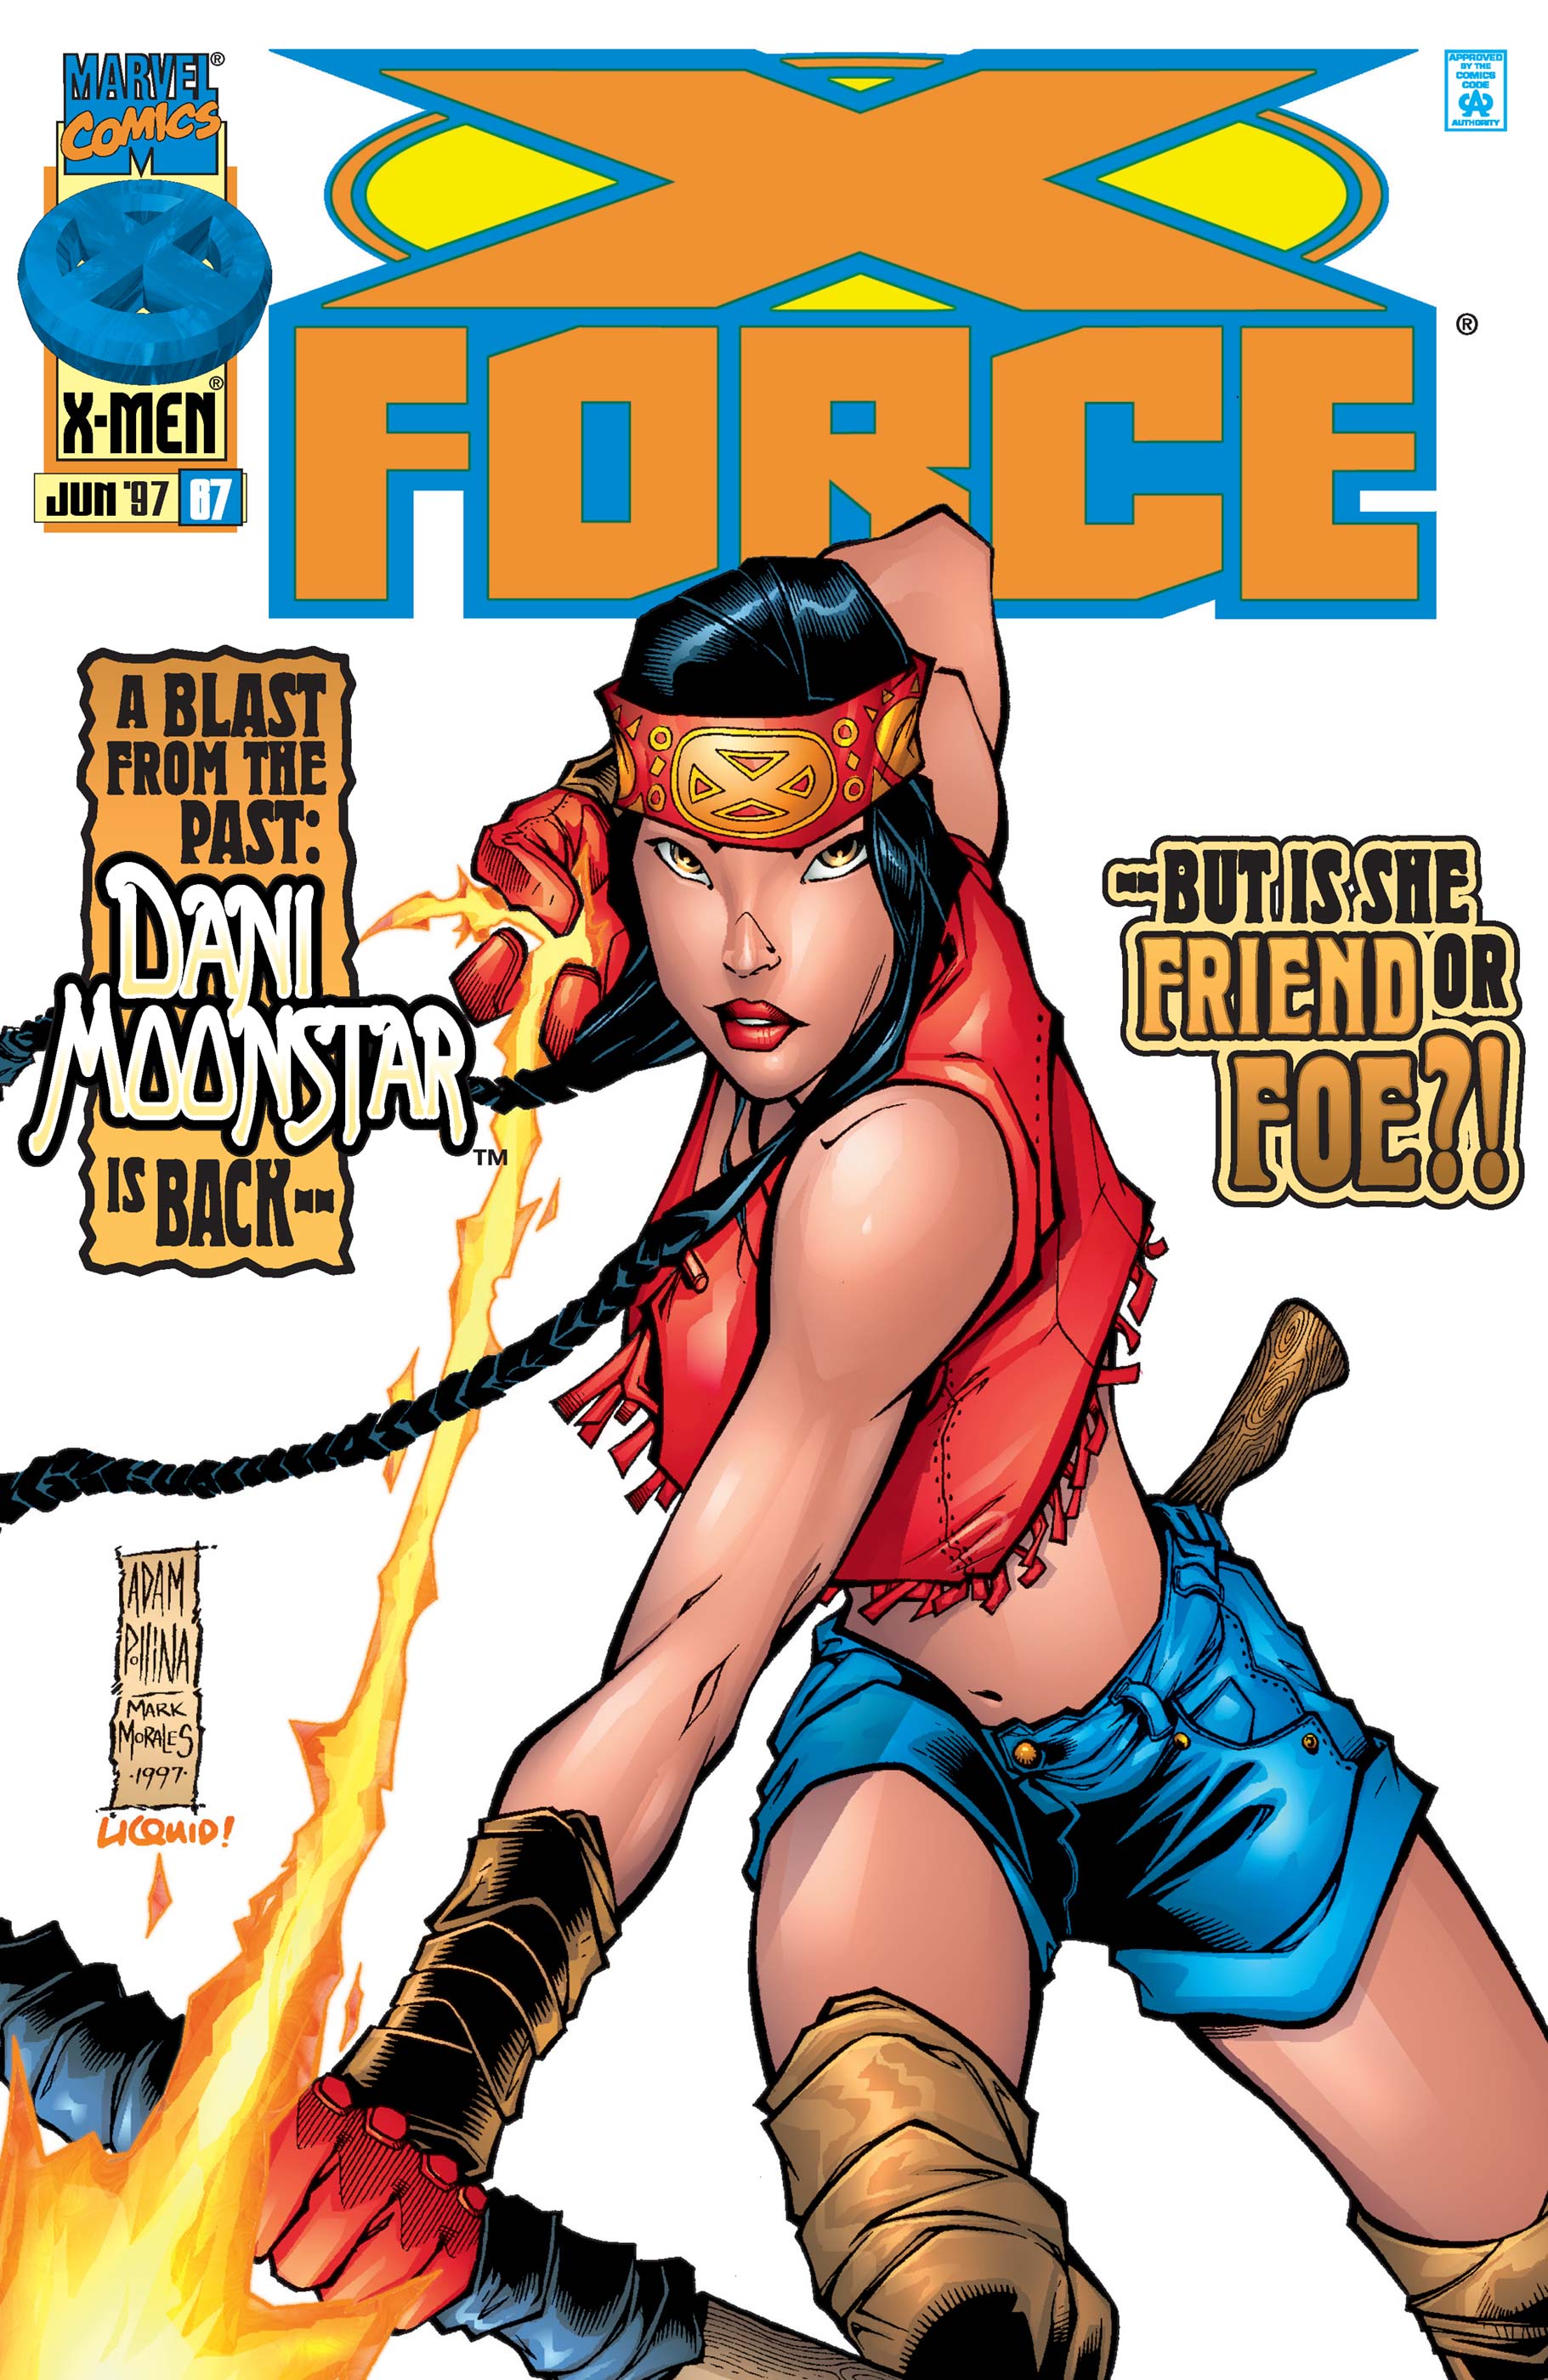 MARVEL®
COMICS
X-MEN®
JUN '97 67
X
FORCE®
APPROVED
BY THE
COMICS
CODE
AUTHORITY
A BLAST
FROM THE
PAST:
DANI
MOONSTAR™
IS BACK--
--BUT IS SHE
FRIEND OR
FOE?!
ADAM
POLLINA
MARK
MORALES
·1997·
LIQUID!